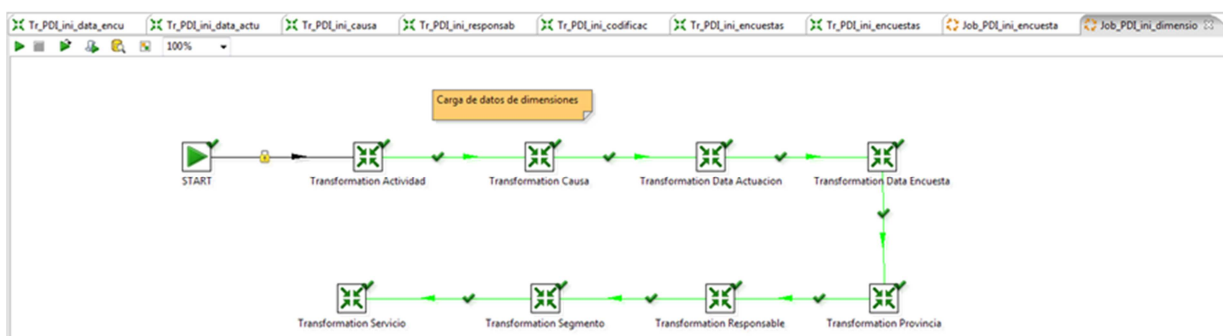 Tr_PDI_ini_data_encu
Tr_PDI_ini_data_actu
Tr_PDI_ini_causa
Tr_PDI_ini_responsab
Tr_PDI_ini_codificac
Tr_PDI_ini_encuestas
Tr_PDI_ini_encuestas
Job_PDI_ini_encuesta
Job_PDI_ini_dimensio
100%
Carga de datos de dimensiones
START
Transformation Actividad
Transformation Causa
Transformation Data Actuacion
Transformation Data Encuesta
Transformation Servicio
Transformation Segmento
Transformation Responsable
Transformation Provincia